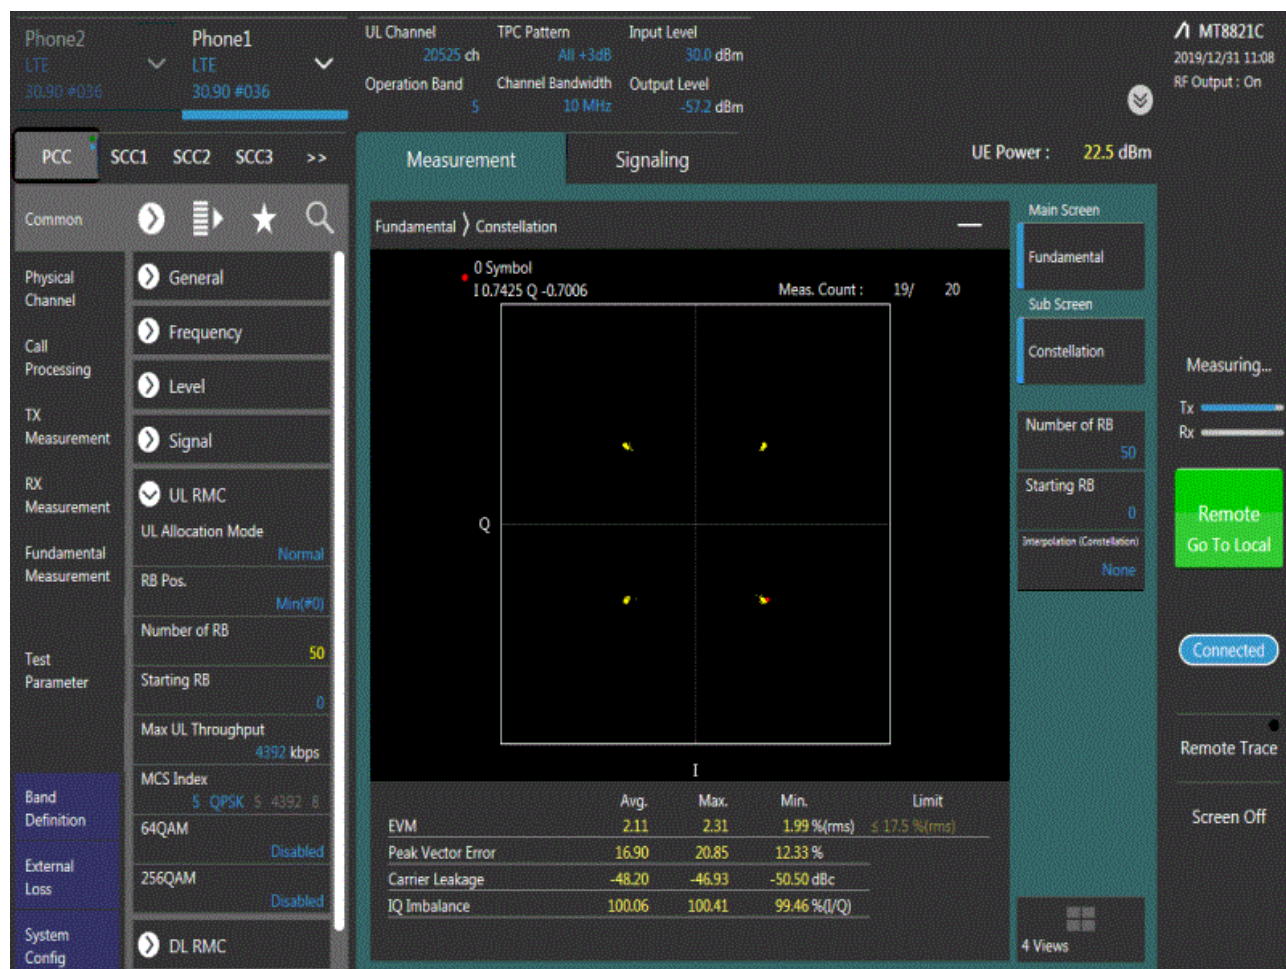 Phone2
LTE
30.90 #036
Phone1
LTE
30.90 #036
UL Channel
20525 ch
TPC Pattern
All +3dB
Input Level
30.0 dBm
Operation Band
5
Channel Bandwidth
10 MHz
Output Level
-57.2 dBm
MT8821C
2019/12/31 11:08
RF Output : On
PCC SCC1 SCC2 SCC3 >>
Measurement
Signaling
UE Power : 22.5 dBm
Common
Physical
Channel
Call
Processing
TX
Measurement
RX
Measurement
Fundamental
Measurement
Test
Parameter
Band
Definition
External
Loss
System
Config
General
Frequency
Level
Signal
UL RMC
UL Allocation Mode
Normal
RB Pos.
Min(#0)
Number of RB
50
Starting RB
0
Max UL Throughput
4392 kbps
MCS Index
5 QPSK 5 4392 8
64QAM
Disabled
256QAM
Disabled
DL RMC
Fundamental 〉 Constellation
0 Symbol
I 0.7425 Q -0.7006
Meas. Count : 19/ 20
Q
I
Avg. Max. Min. Limit
EVM 2.11 2.31 1.99 %(rms) ≤ 17.5 %(rms)
Peak Vector Error 16.90 20.85 12.33 %
Carrier Leakage -48.20 -46.93 -50.50 dBc
IQ Imbalance 100.06 100.41 99.46 %(I/Q)
Main Screen
Fundamental
Sub Screen
Constellation
Number of RB
50
Starting RB
0
Interpolation (Constellation)
None
4 Views
Measuring...
Tx
Rx
Remote
Go To Local
Connected
Remote Trace
Screen Off